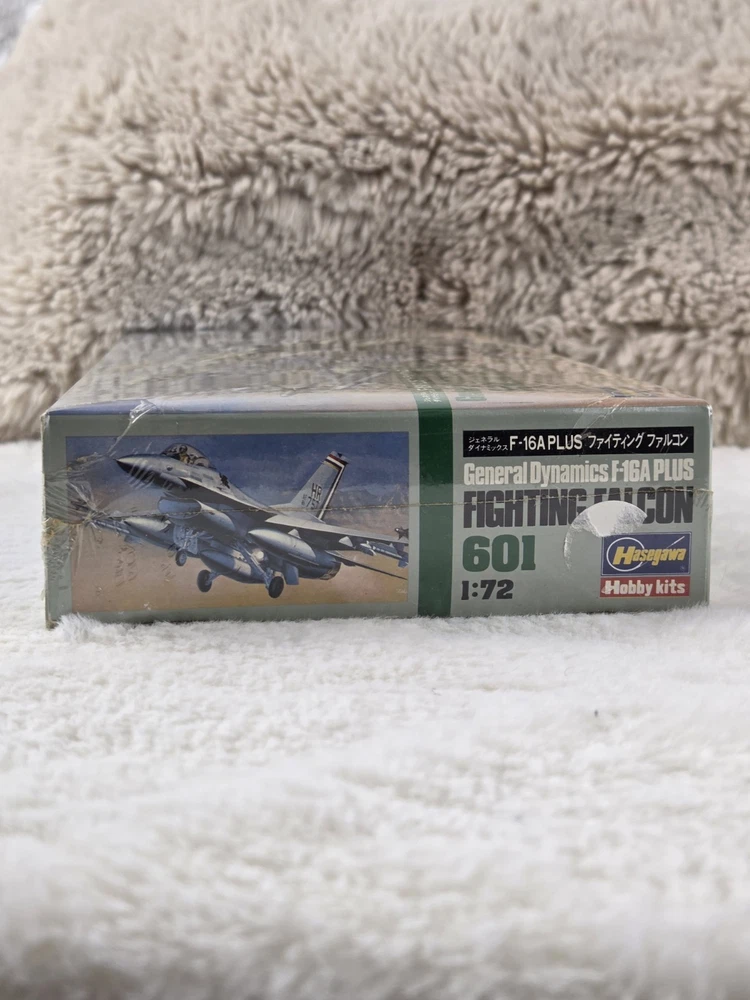 ジェネラル
ダイナミックス F-16A PLUS ファイティング ファルコン
General Dynamics F-16A PLUS
FIGHTING FALCON
601
1:72
Hasegawa
Hobby kits